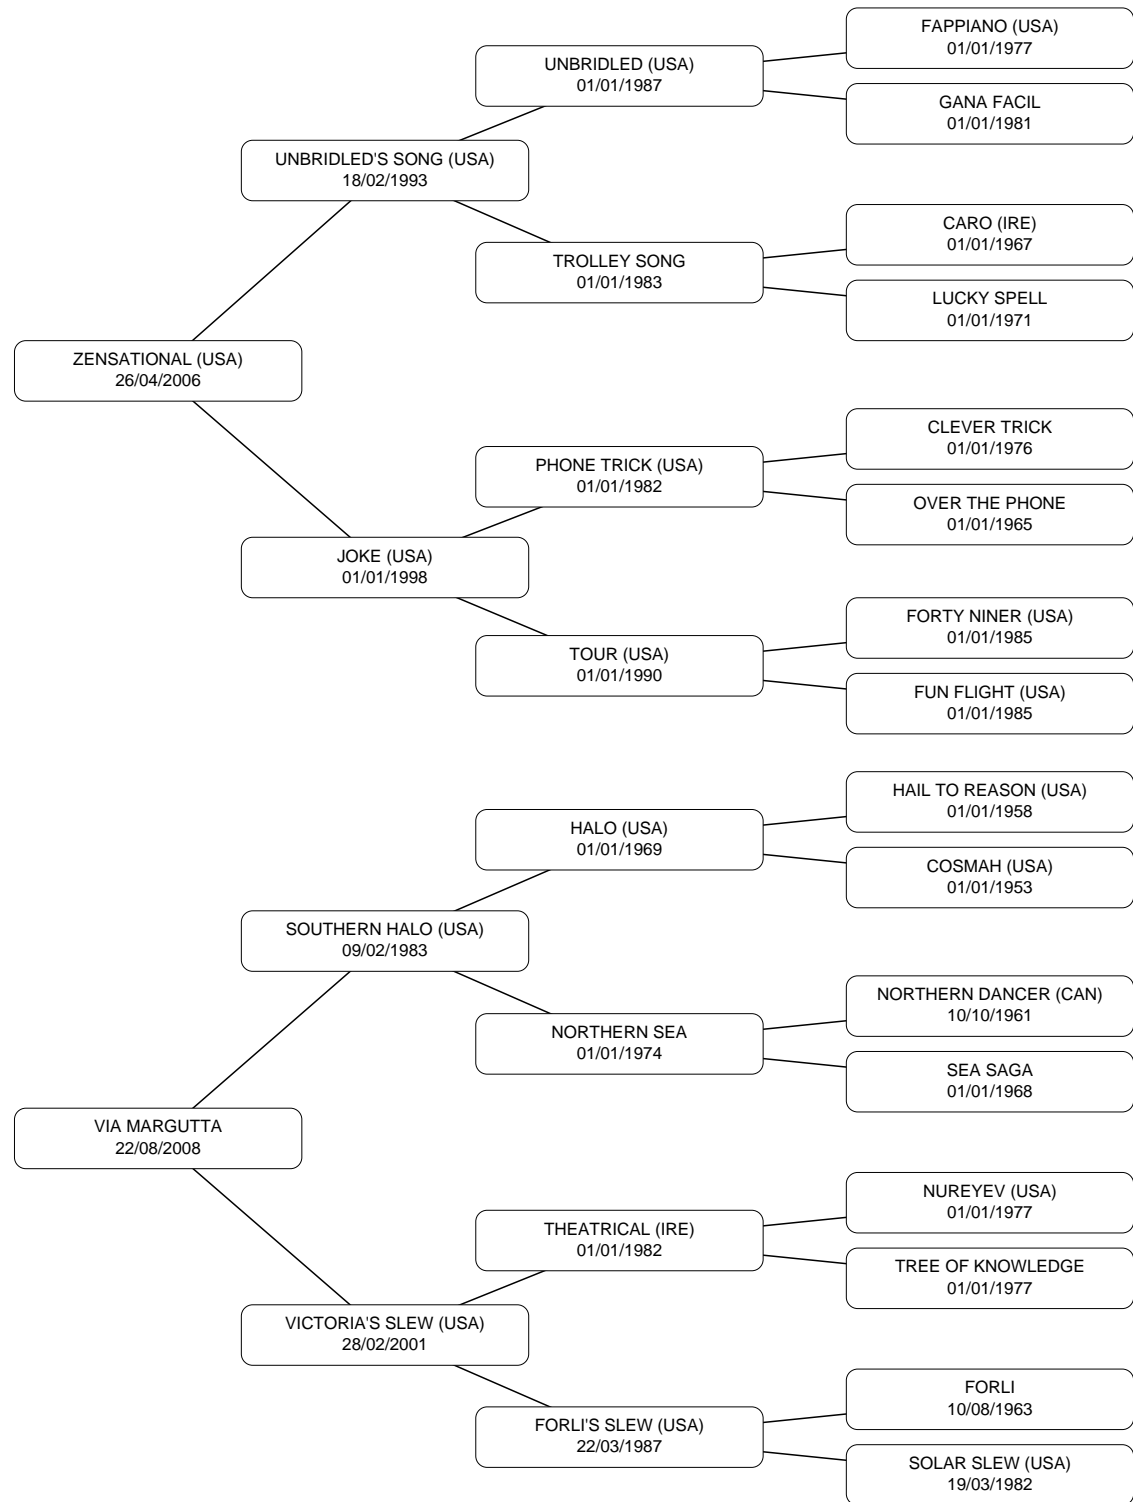 FAPPIANO (USA)
01/01/1977
UNBRIDLED (USA)
01/01/1987
GANA FACIL
01/01/1981
UNBRIDLED'S SONG (USA)
18/02/1993
CARO (IRE)
01/01/1967
TROLLEY SONG
01/01/1983
LUCKY SPELL
01/01/1971
ZENSATIONAL (USA)
26/04/2006
CLEVER TRICK
01/01/1976
PHONE TRICK (USA)
01/01/1982
OVER THE PHONE
01/01/1965
JOKE (USA)
01/01/1998
FORTY NINER (USA)
01/01/1985
TOUR (USA)
01/01/1990
FUN FLIGHT (USA)
01/01/1985
HAIL TO REASON (USA)
01/01/1958
HALO (USA)
01/01/1969
COSMAH (USA)
01/01/1953
SOUTHERN HALO (USA)
09/02/1983
NORTHERN DANCER (CAN)
10/10/1961
NORTHERN SEA
01/01/1974
SEA SAGA
01/01/1968
VIA MARGUTTA
22/08/2008
NUREYEV (USA)
01/01/1977
THEATRICAL (IRE)
01/01/1982
TREE OF KNOWLEDGE
01/01/1977
VICTORIA'S SLEW (USA)
28/02/2001
FORLI
10/08/1963
FORLI'S SLEW (USA)
22/03/1987
SOLAR SLEW (USA)
19/03/1982